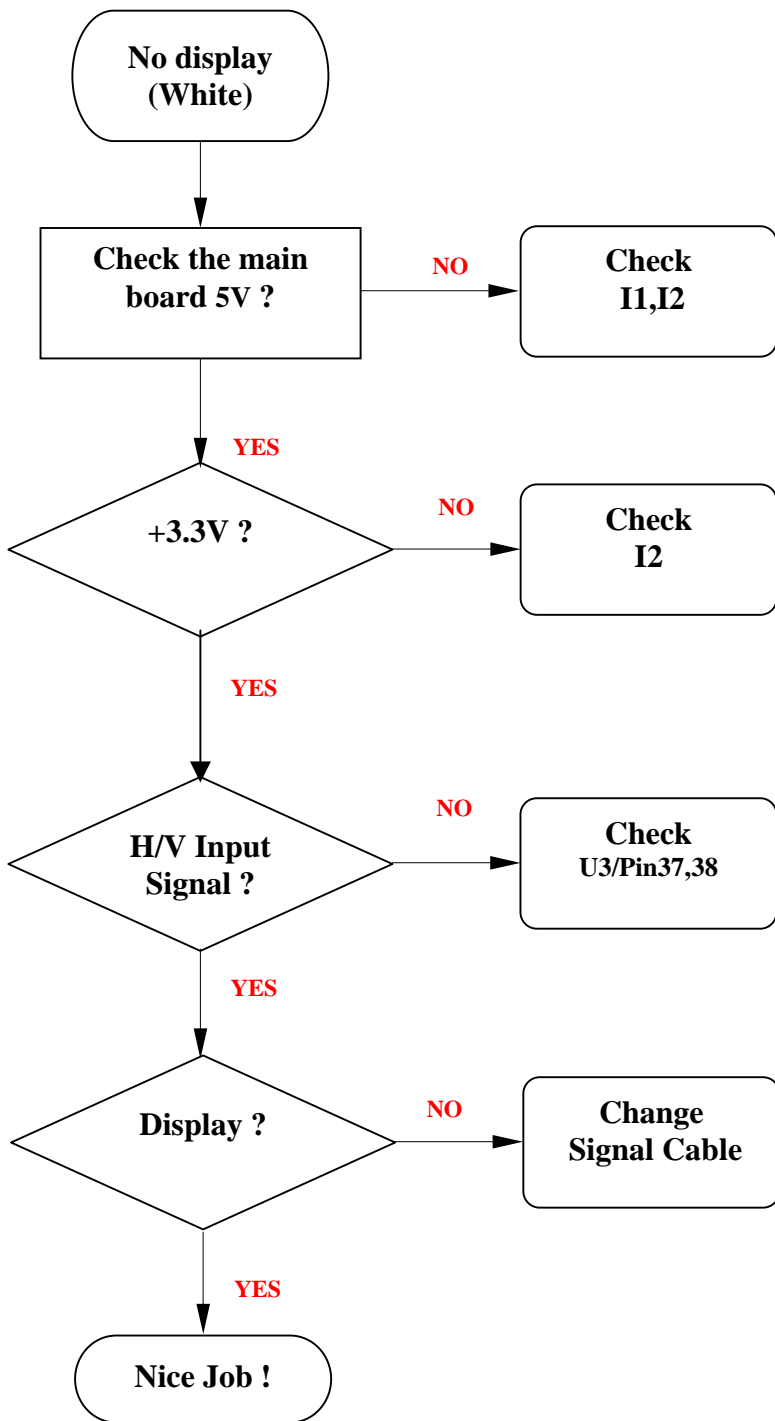 No display
(White)
Check the main
board 5V ?
NO
Check
I1,I2
YES
+3.3V ?
NO
Check
I2
YES
H/V Input
Signal ?
NO
Check
U3/Pin37,38
YES
Display ?
NO
Change
Signal Cable
YES
Nice Job !